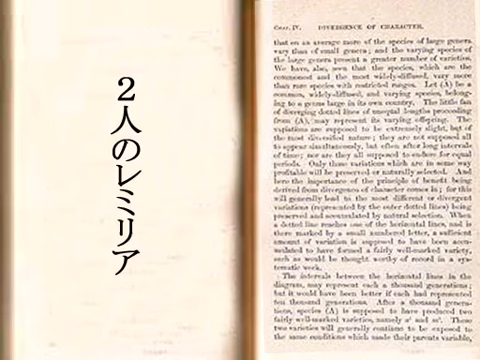 2人のレミリア
CHAP. IV. DIVERGENCE OF CHARACTER.
that on an average more of the species of large genera
vary than of small genera; and the varying species of
the large genera present a greater number of varieties.
We have, also, seen that the species, which are the
commonest and the most widely-diffused, vary more
than rare species with restricted ranges. Let (A) be a
common, widely-diffused, and varying species, belong-
ing to a genus large in its own country. The little fan
of diverging dotted lines of unequal lengths proceeding
from (A), may represent its varying offspring. The
variations are supposed to be extremely slight, but of
the most diversified nature; they are not supposed all
to appear simultaneously, but often after long intervals
of time; nor are they all supposed to endure for equal
periods. Only those variations which are in some way
profitable will be preserved or naturally selected. And
here the importance of the principle of benefit being
derived from divergence of character comes in; for this
will generally lead to the most different or divergent
variations (represented by the outer dotted lines) being
preserved and accumulated by natural selection. When
a dotted line reaches one of the horizontal lines, and is
there marked by a small numbered letter, a sufficient
amount of variation is supposed to have been accu-
mulated to have formed a fairly well-marked variety,
such as would be thought worthy of record in a sys-
tematic work.
The intervals between the horizontal lines in the
diagram, may represent each a thousand generations;
but it would have been better if each had represented
ten thousand generations. After a thousand genera-
tions, species (A) is supposed to have produced two
fairly well-marked varieties, namely a¹ and m¹. These
two varieties will generally continue to be exposed to
the same conditions which made their parents variable,